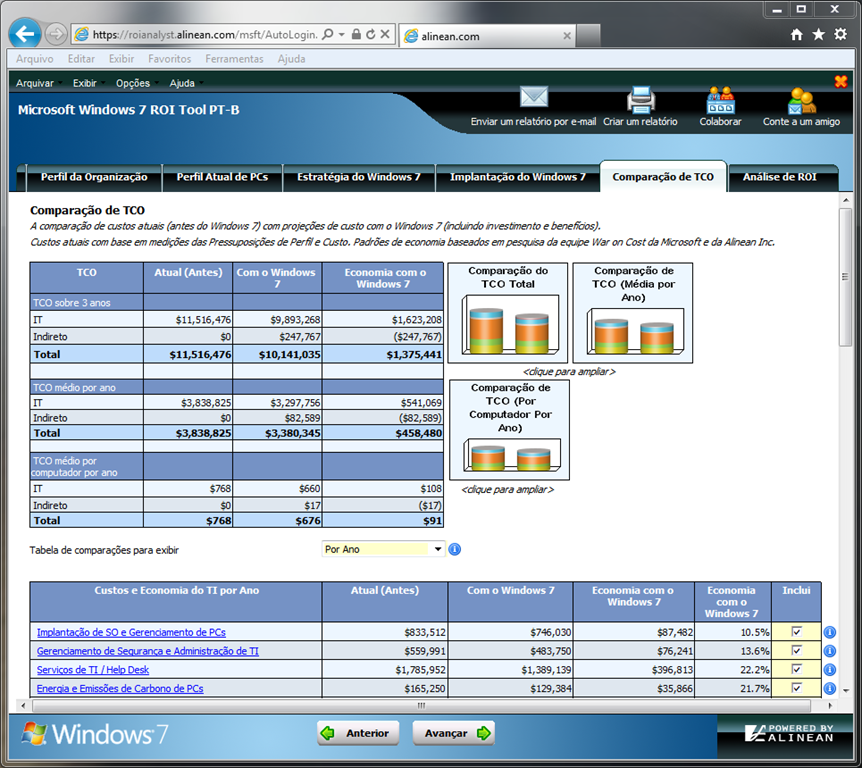 https://roianalyst.alinean.com/msft/AutoLogin.
alinean.com
Arquivo Editar Exibir Favoritos Ferramentas Ajuda
Arquivar Exibir Opções Ajuda
Microsoft Windows 7 ROI Tool PT-B
Enviar um relatório por e-mail Criar um relatório Colaborar Conte a um amigo
Perfil da Organização Perfil Atual de PCs Estratégia do Windows 7 Implantação do Windows 7 Comparação de TCO Análise de ROI
Comparação de TCO
A comparação de custos atuais (antes do Windows 7) com projeções de custo com o Windows 7 (incluindo investimento e benefícios).
Custos atuais com base em medições das Pressuposições de Perfil e Custo. Padrões de economia baseados em pesquisa da equipe War on Cost da Microsoft e da Alinean Inc.
TCO Atual (Antes) Com o Windows 7 Economia com o Windows 7
TCO sobre 3 anos
IT $11,516,476 $9,893,268 $1,623,208
Indireto $0 $247,767 ($247,767)
Total $11,516,476 $10,141,035 $1,375,441
TCO médio por ano
IT $3,838,825 $3,297,756 $541,069
Indireto $0 $82,589 ($82,589)
Total $3,838,825 $3,380,345 $458,480
TCO médio por
computador por ano
IT $768 $660 $108
Indireto $0 $17 ($17)
Total $768 $676 $91
Comparação do
TCO Total
Comparação de
TCO (Média por
Ano)
<clique para ampliar>
Comparação de
TCO (Por
Computador Por
Ano)
<clique para ampliar>
Tabela de comparações para exibir Por Ano
Custos e Economia do TI por Ano Atual (Antes) Com o Windows 7 Economia com o Windows 7 Economia com o Windows 7 Inclui
Implantação de SO e Gerenciamento de PCs $833,512 $746,030 $87,482 10.5%
Gerenciamento de Segurança e Administração de TI $559,991 $483,750 $76,241 13.6%
Serviços de TI / Help Desk $1,785,952 $1,389,139 $396,813 22.2%
Energia e Emissões de Carbono de PCs $165,250 $129,384 $35,866 21.7%
Windows 7
Anterior Avançar
POWERED BY
ALINEAN